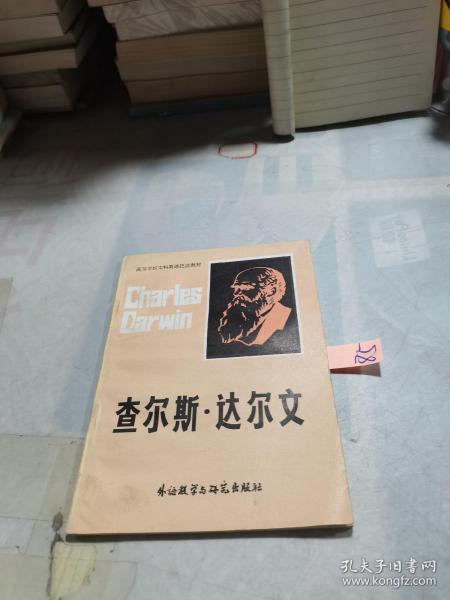 高等学校文科英语泛读教材
Charles
Darwin
查尔斯·达尔文
外语教学与研究出版社
58
孔夫子旧书网
www.kongfz.com